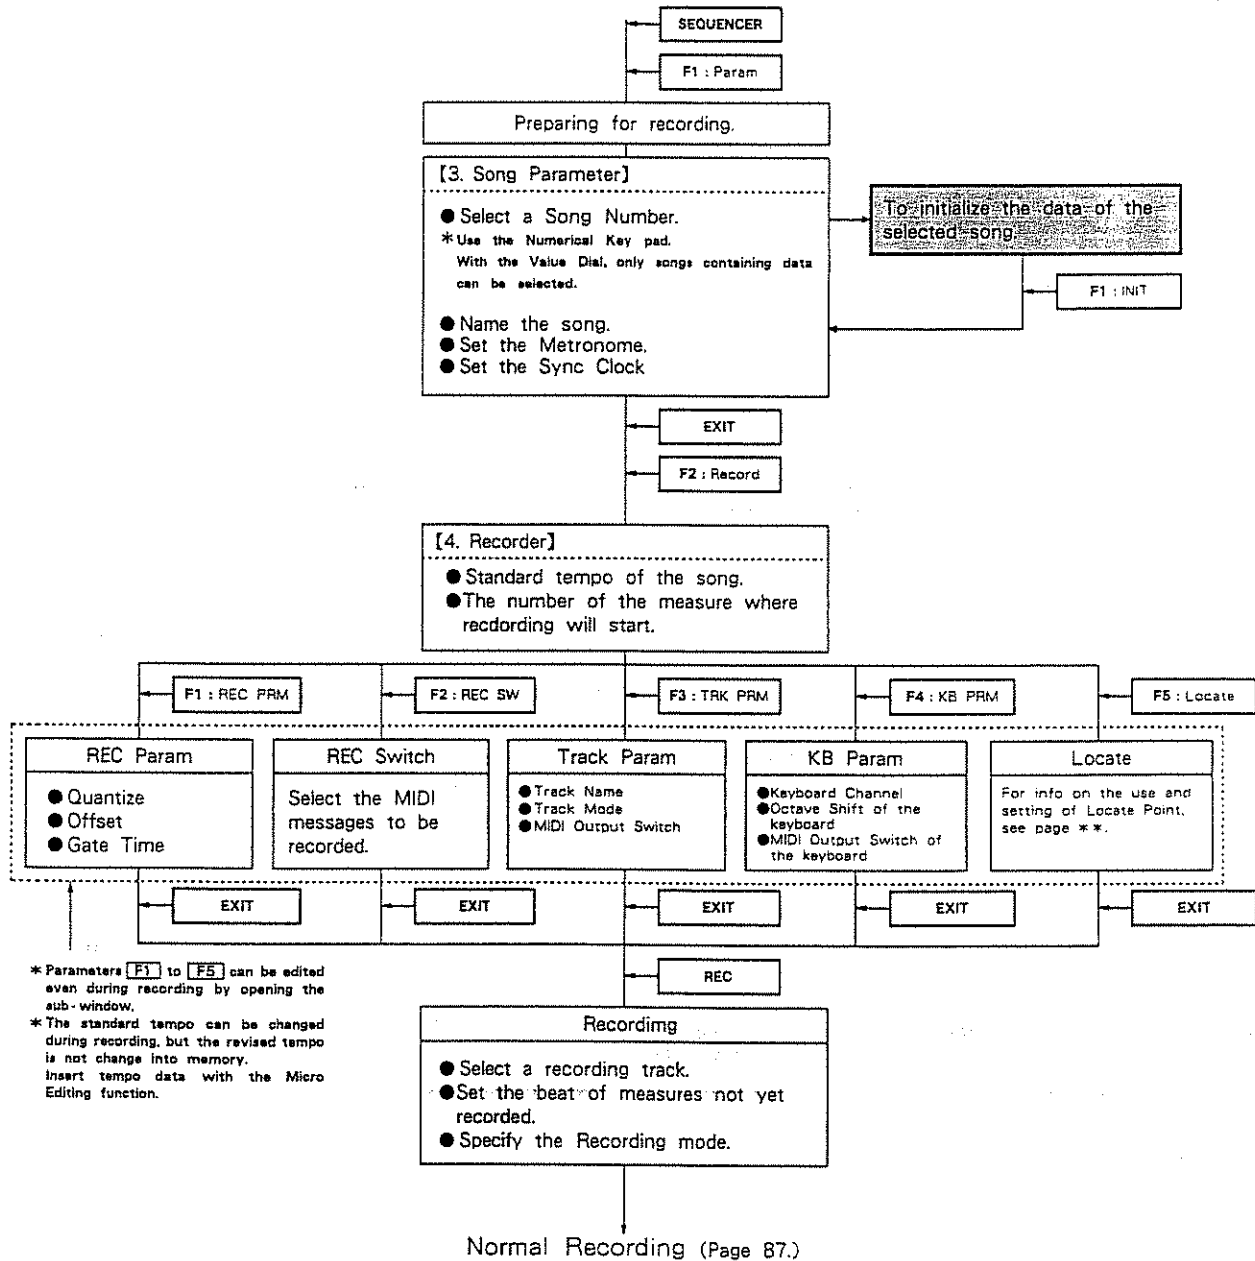 SEQUENCER
F1 : Param
Preparing for recording.
【3. Song Parameter】
● Select a Song Number.
* Use the Numerical Key pad.
With the Value Dial, only songs containing data
can be selected.
● Name the song.
● Set the Metronome.
● Set the Sync Clock
To initialize the data of the
selected song
F1 : INIT
EXIT
F2 : Record
【4. Recorder】
● Standard tempo of the song.
● The number of the measure where
recdording will start.
F1 : REC PRM
F2 : REC SW
F3 : TRK PRM
F4 : KB PRM
F5 : Locate
REC Param
● Quantize
● Offset
● Gate Time
REC Switch
Select the MIDI
messages to be
recorded.
Track Param
● Track Name
● Track Mode
● MIDI Output Switch
KB Param
● Keyboard Channel
● Octave Shift of the
keyboard
● MIDI Output Switch of
the keyboard
Locate
For info on the use and
setting of Locate Point,
see page * *.
EXIT
EXIT
EXIT
EXIT
EXIT
* Parameters F1 to F5 can be edited
even during recording by opening the
sub-window.
* The standard tempo can be changed
during recording, but the revised tempo
is not change into memory.
Insert tempo data with the Micro
Editing function.
REC
Recordimg
● Select a recording track.
● Set the beat of measures not yet
recorded.
● Specify the Recording mode.
Normal Recording (Page 87.)